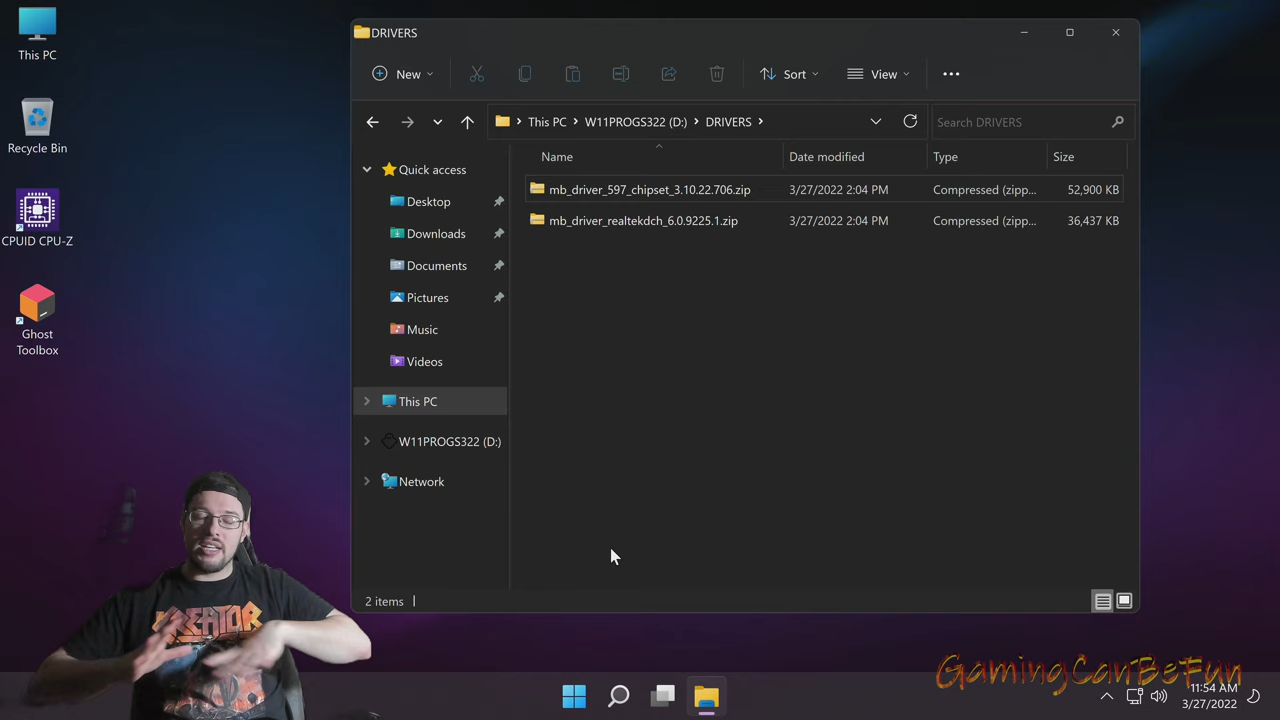 This PC
Recycle Bin
CPUID CPU-Z
Ghost
Toolbox
DRIVERS
New
Sort
View
This PC
W11PROGS322 (D:)
DRIVERS
Search DRIVERS
Name
Date modified
Type
Size
mb_driver_597_chipset_3.10.22.706.zip
3/27/2022 2:04 PM
Compressed (zipp...
52,900 KB
mb_driver_realtekdch_6.0.9225.1.zip
3/27/2022 2:04 PM
Compressed (zipp...
36,437 KB
Quick access
Desktop
Downloads
Documents
Pictures
Music
Videos
This PC
W11PROGS322 (D:)
Network
2 items
KREATOR
GamingCanBeFun
11:54 AM
3/27/2022